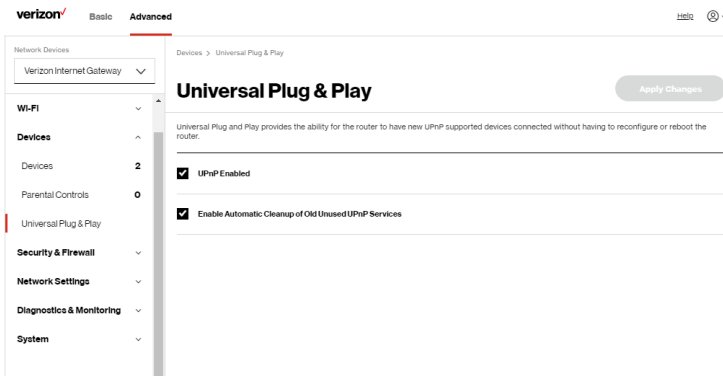 verizon✓
Basic
Advanced
Help
Network Devices
Verizon Internet Gateway
Wi-Fi
Devices
Devices 2
Parental Controls 0
Universal Plug & Play
Security & Firewall
Network Settings
Diagnostics & Monitoring
System
Devices > Universal Plug & Play
Universal Plug & Play
Apply Changes
Universal Plug and Play provides the ability for the router to have new UPnP supported devices connected without having to reconfigure or reboot the
router.
UPnP Enabled
Enable Automatic Cleanup of Old Unused UPnP Services